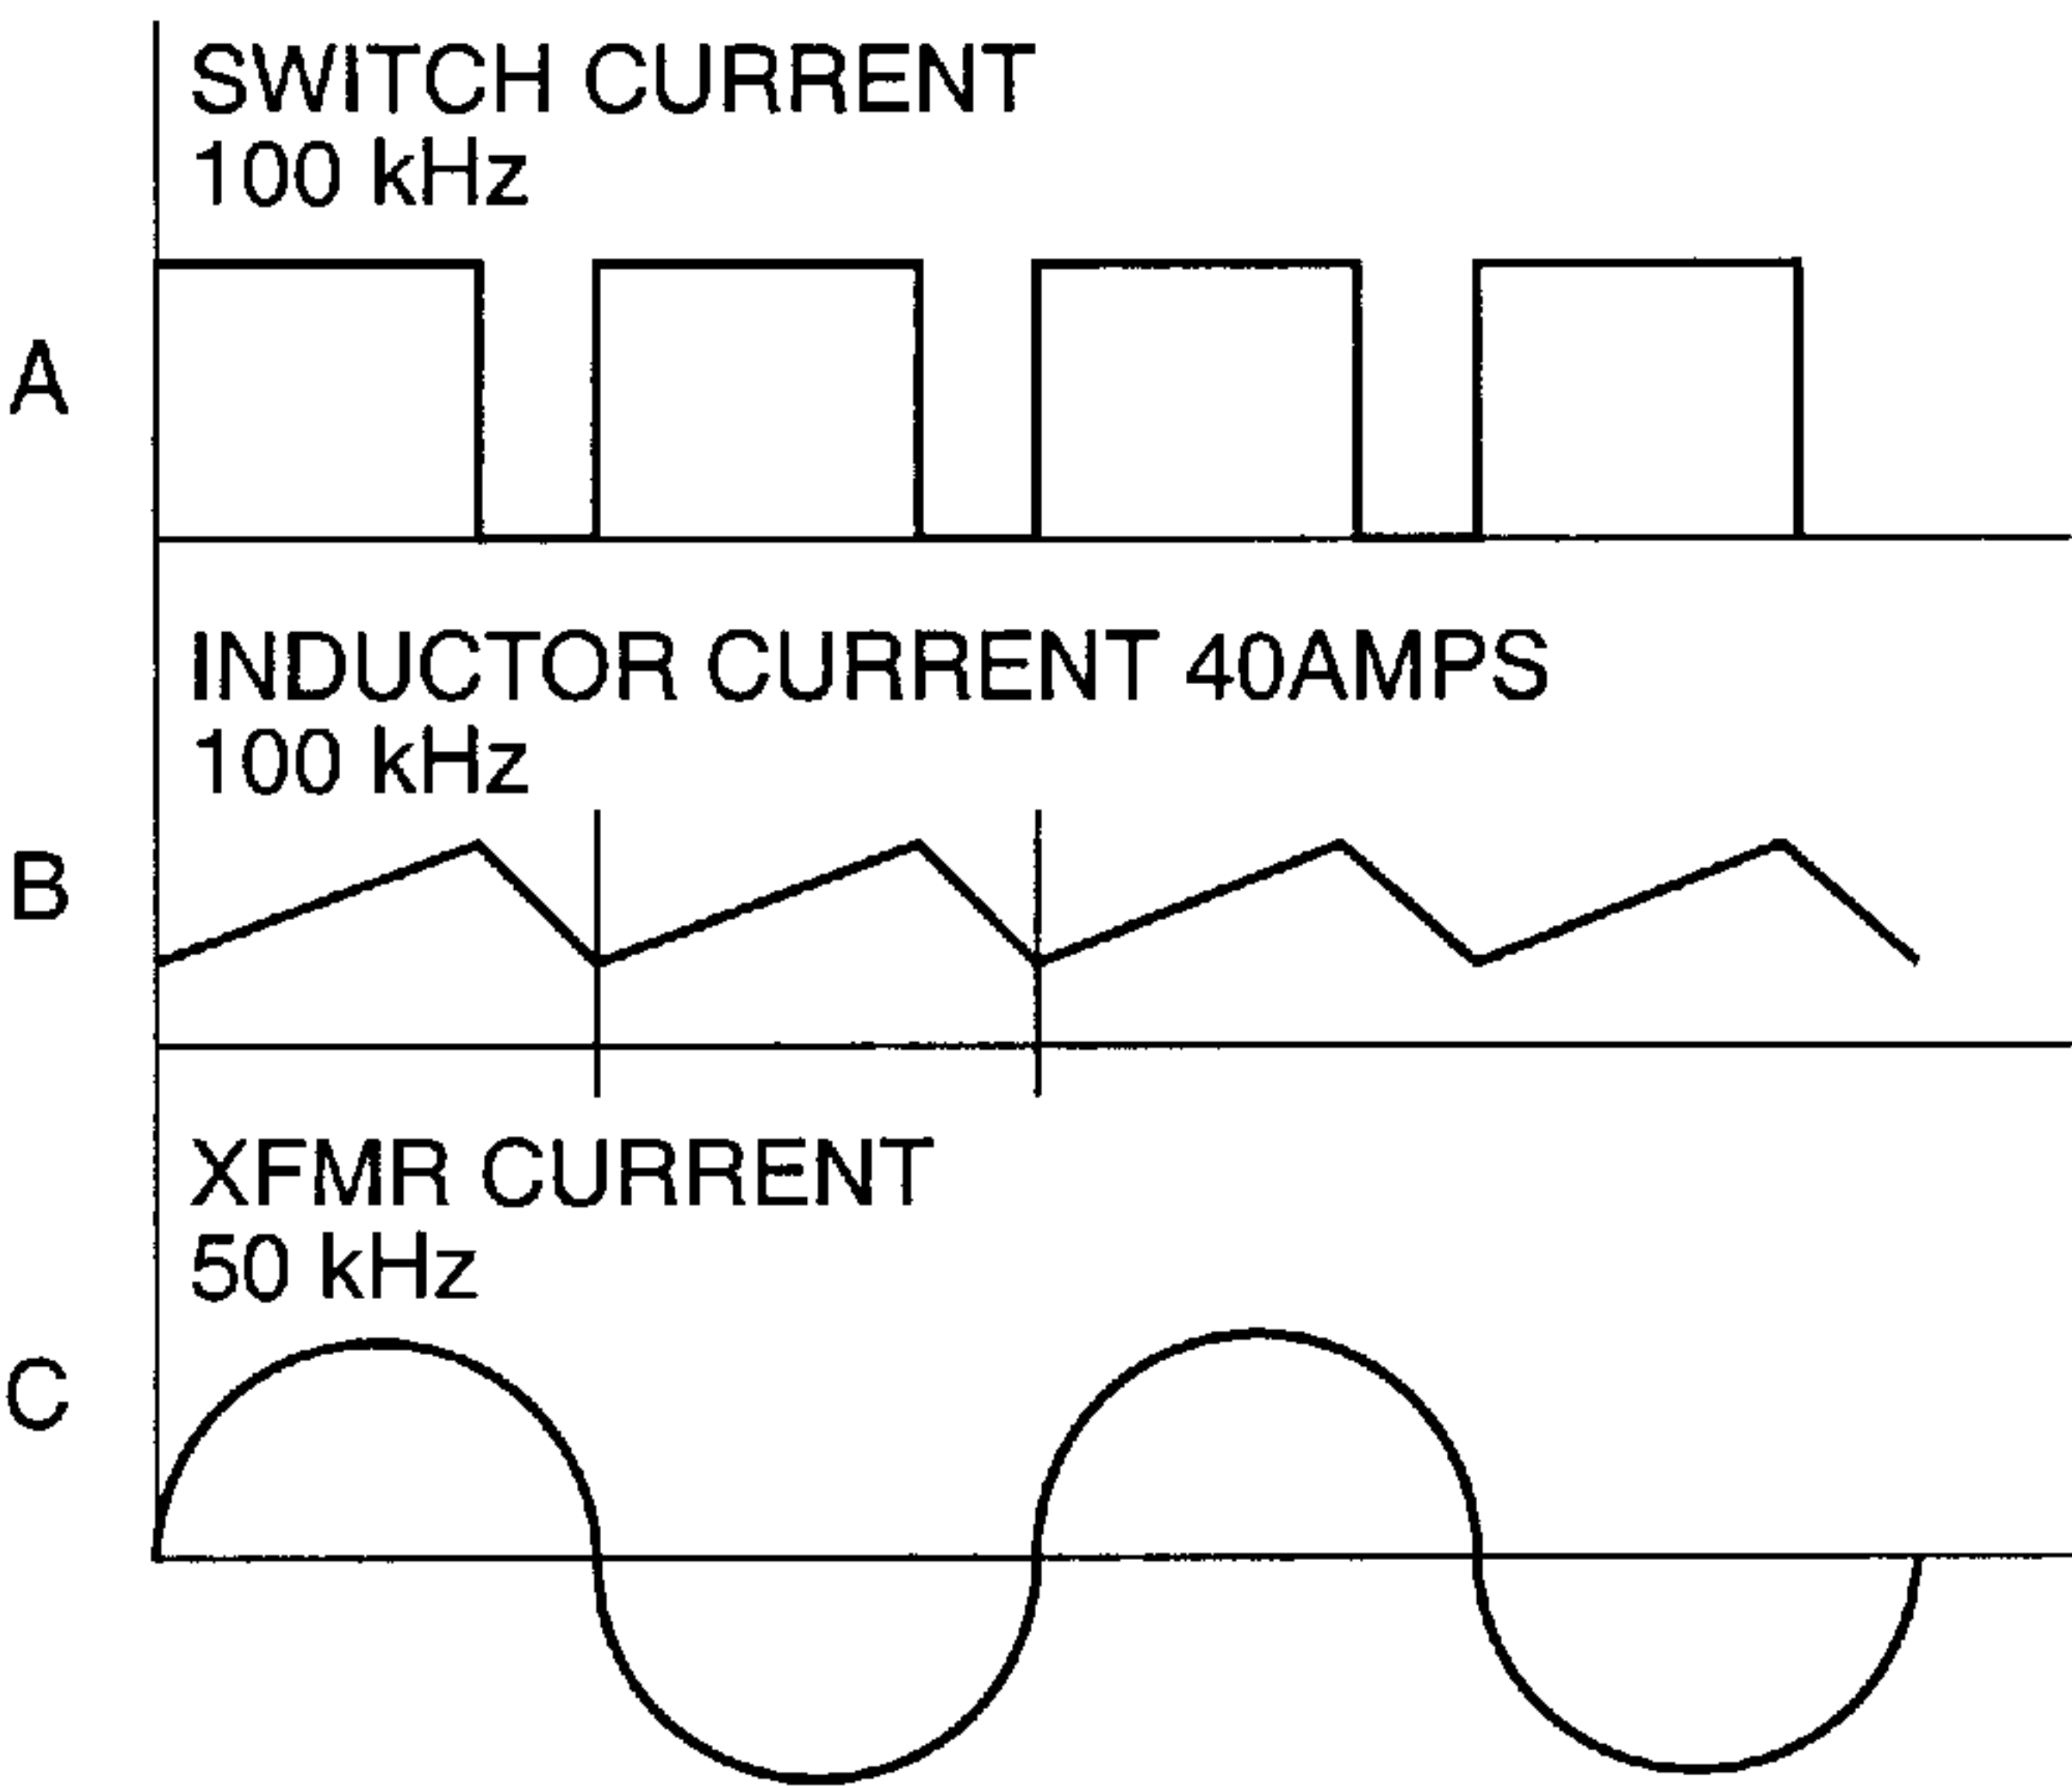 SWITCH CURRENT
100 kHz
A
INDUCTOR CURRENT 40AMPS
100 kHz
B
XFMR CURRENT
50 kHz
C